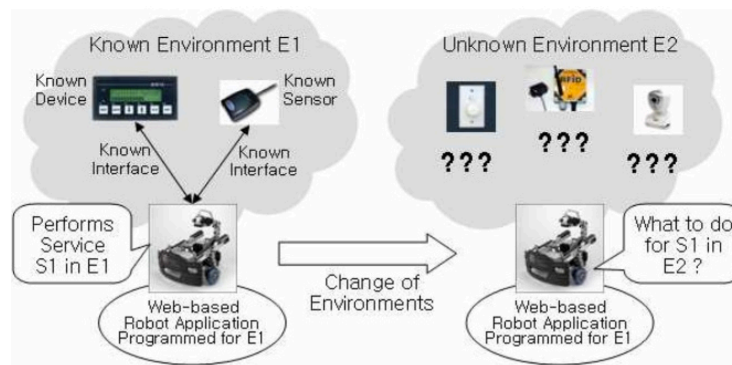 Known Environment E1
Known
Device
Known
Sensor
Known
Interface
Known
Interface
Performs
Service
S1 in E1
Web-based
Robot Application
Programmed for E1
Change of
Environments
Unknown Environment E2
RFID
???
???
???
What to do
for S1 in
E2 ?
Web-based
Robot Application
Programmed for E1